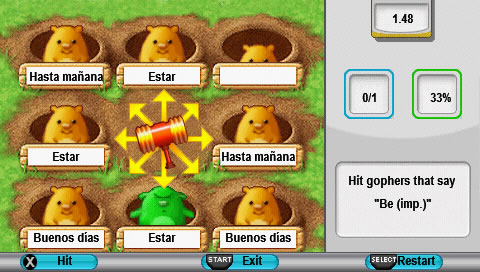 1.48
Hasta mañana
Estar
0/1
33%
Estar
Hasta mañana
Hit gophers that say
"Be (imp.)"
Buenos días
Estar
Buenos días
X Hit
START Exit
SELECT Restart